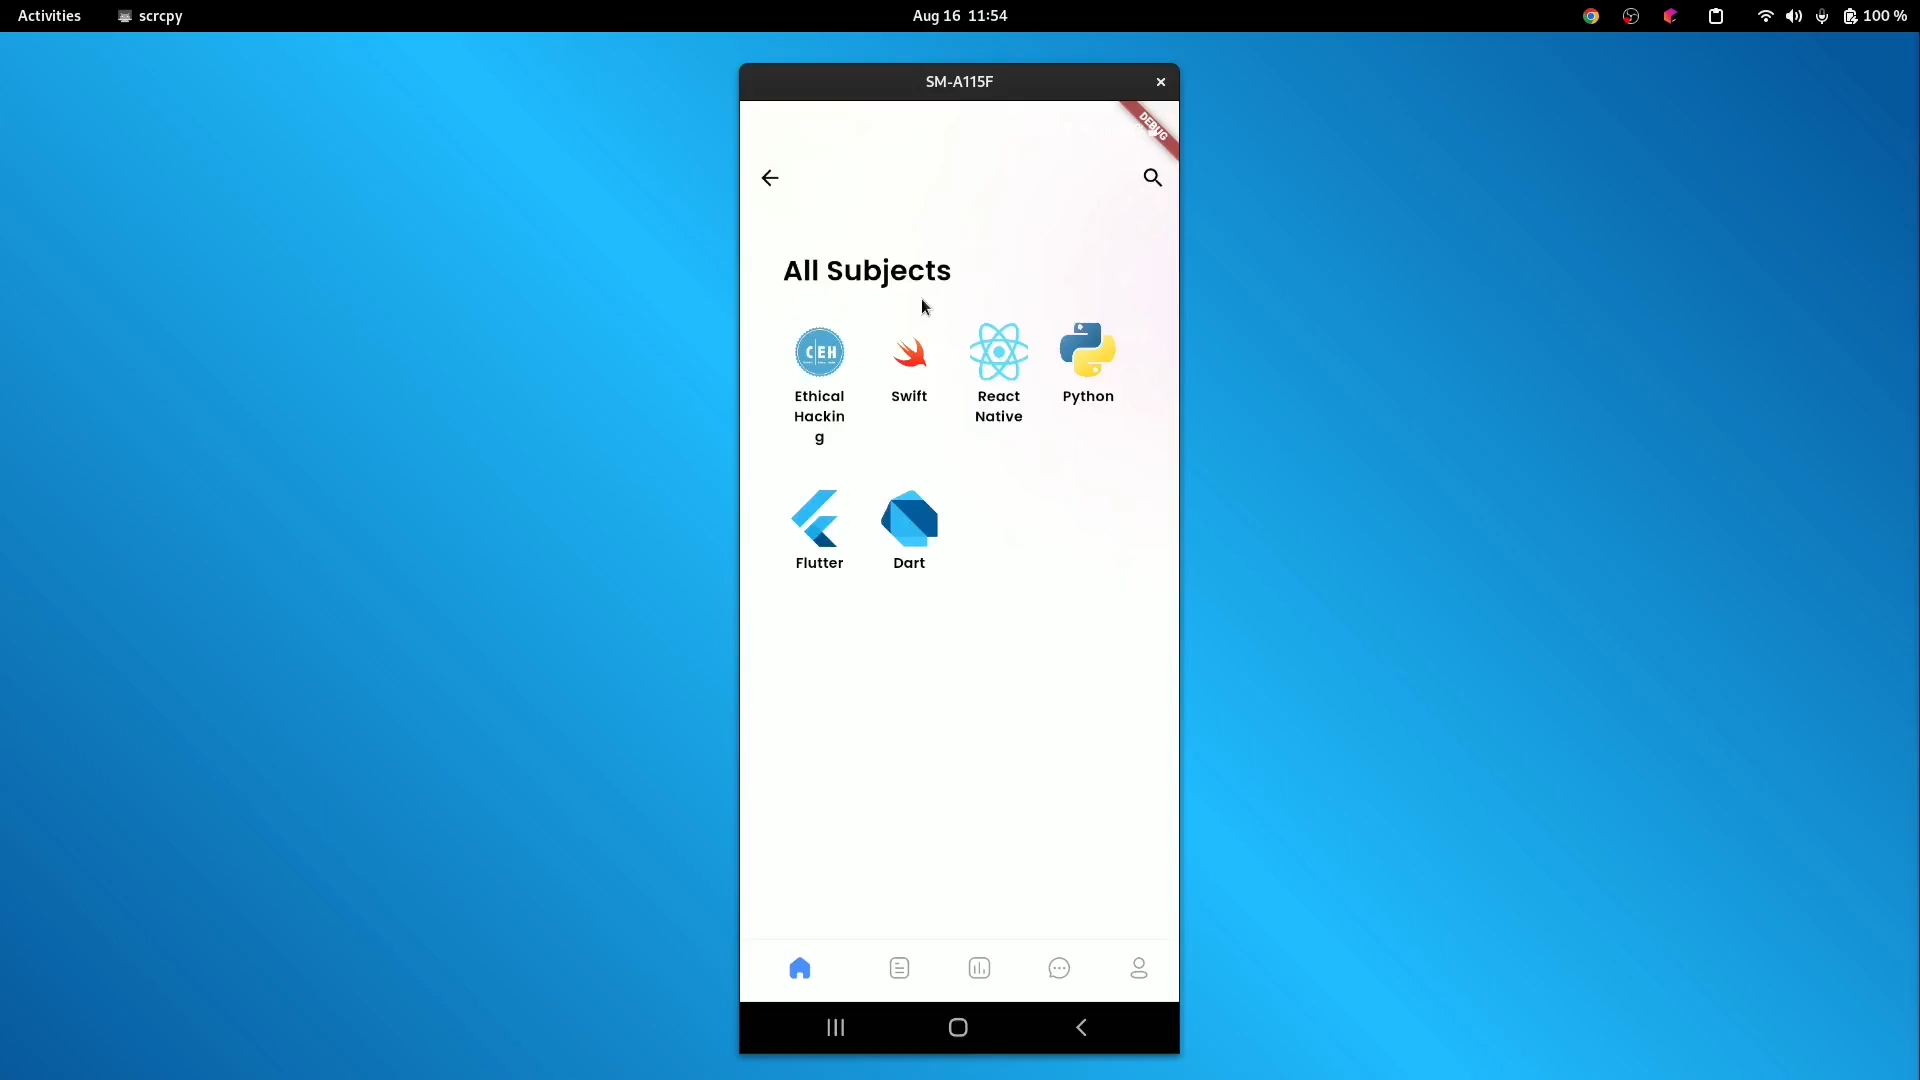 Activities
scrcpy
Aug 16 11:54
100 %
SM-A115F
DEBUG
All Subjects
C|EH
Ethical
Hackin
g
Swift
React
Native
Python
Flutter
Dart